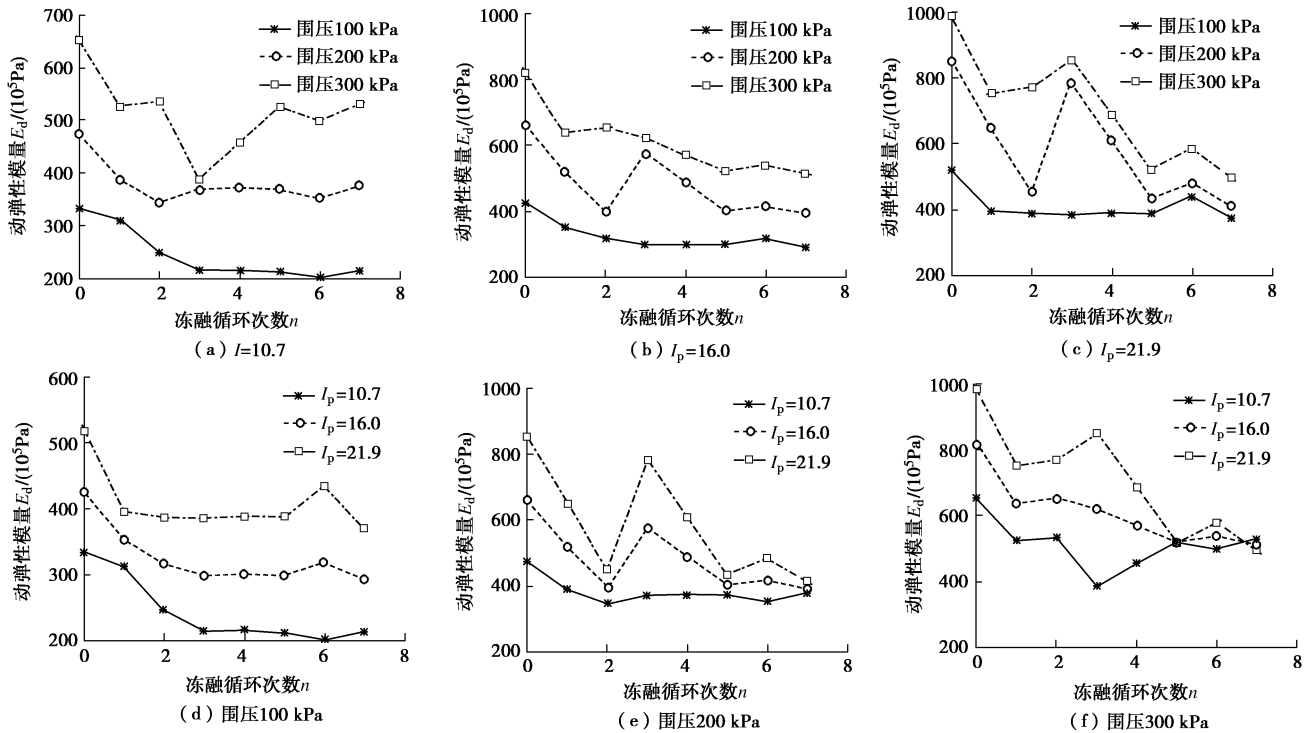 700
600
500
400
300
200
0
2
4
6
8
动弹性模量Ed/(10⁵Pa)
围压100 kPa
围压200 kPa
围压300 kPa
冻融循环次数n
(a) I=10.7
1000
800
600
400
200
0
2
4
6
8
动弹性模量Ed/(10⁵Pa)
围压100 kPa
围压200 kPa
围压300 kPa
冻融循环次数n
(b) Ip=16.0
1000
800
600
400
200
0
2
4
6
8
动弹性模量Ed/(10⁵Pa)
围压100 kPa
围压200 kPa
围压300 kPa
冻融循环次数n
(c) Ip=21.9
600
500
400
300
200
0
2
4
6
8
动弹性模量Ed/(10⁵Pa)
Ip=10.7
Ip=16.0
Ip=21.9
冻融循环次数n
(d) 围压100 kPa
1000
800
600
400
200
0
2
4
6
8
动弹性模量Ed/(10⁵Pa)
Ip=10.7
Ip=16.0
Ip=21.9
冻融循环次数n
(e) 围压200 kPa
1000
800
600
400
200
0
2
4
6
8
动弹性模量Ed/(10⁵Pa)
Ip=10.7
Ip=16.0
Ip=21.9
冻融循环次数n
(f) 围压300 kPa